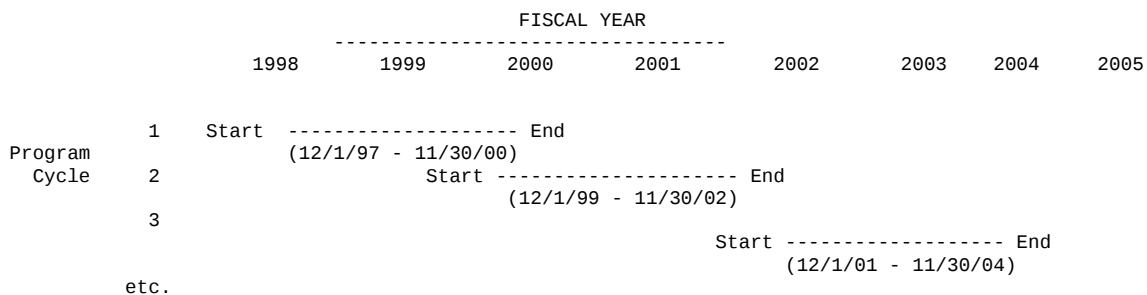 FISCAL YEAR
----------------------------------
1998 1999 2000 2001 2002 2003 2004 2005
1 Start -------------------- End
Program (12/1/97 - 11/30/00)
Cycle 2 Start --------------------- End
(12/1/99 - 11/30/02)
3
Start ------------------- End
(12/1/01 - 11/30/04)
etc.